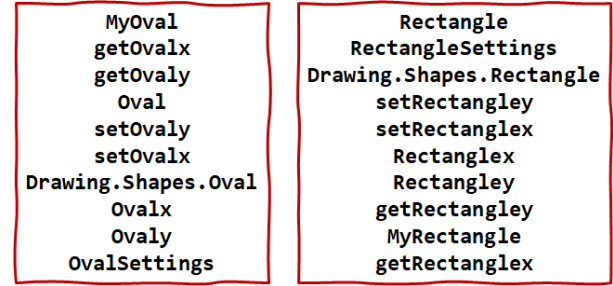 MyOval
getOvalx
getOvaly
Oval
setOvaly
setOvalx
Drawing.Shapes.Oval
Ovalx
Ovaly
OvalSettings
Rectangle
RectangleSettings
Drawing.Shapes.Rectangle
setRectangley
setRectanglex
Rectanglex
Rectangley
getRectangley
MyRectangle
getRectanglex